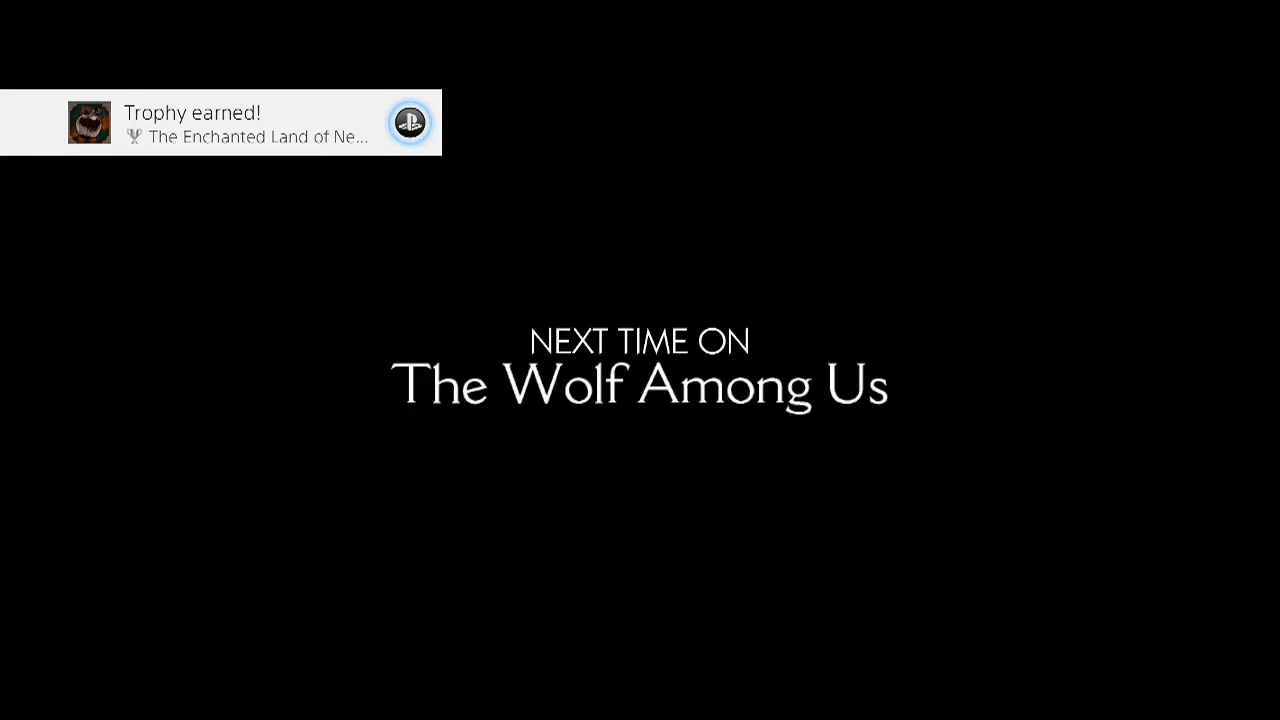 Trophy earned!
The Enchanted Land of Ne...
NEXT TIME ON
The Wolf Among Us